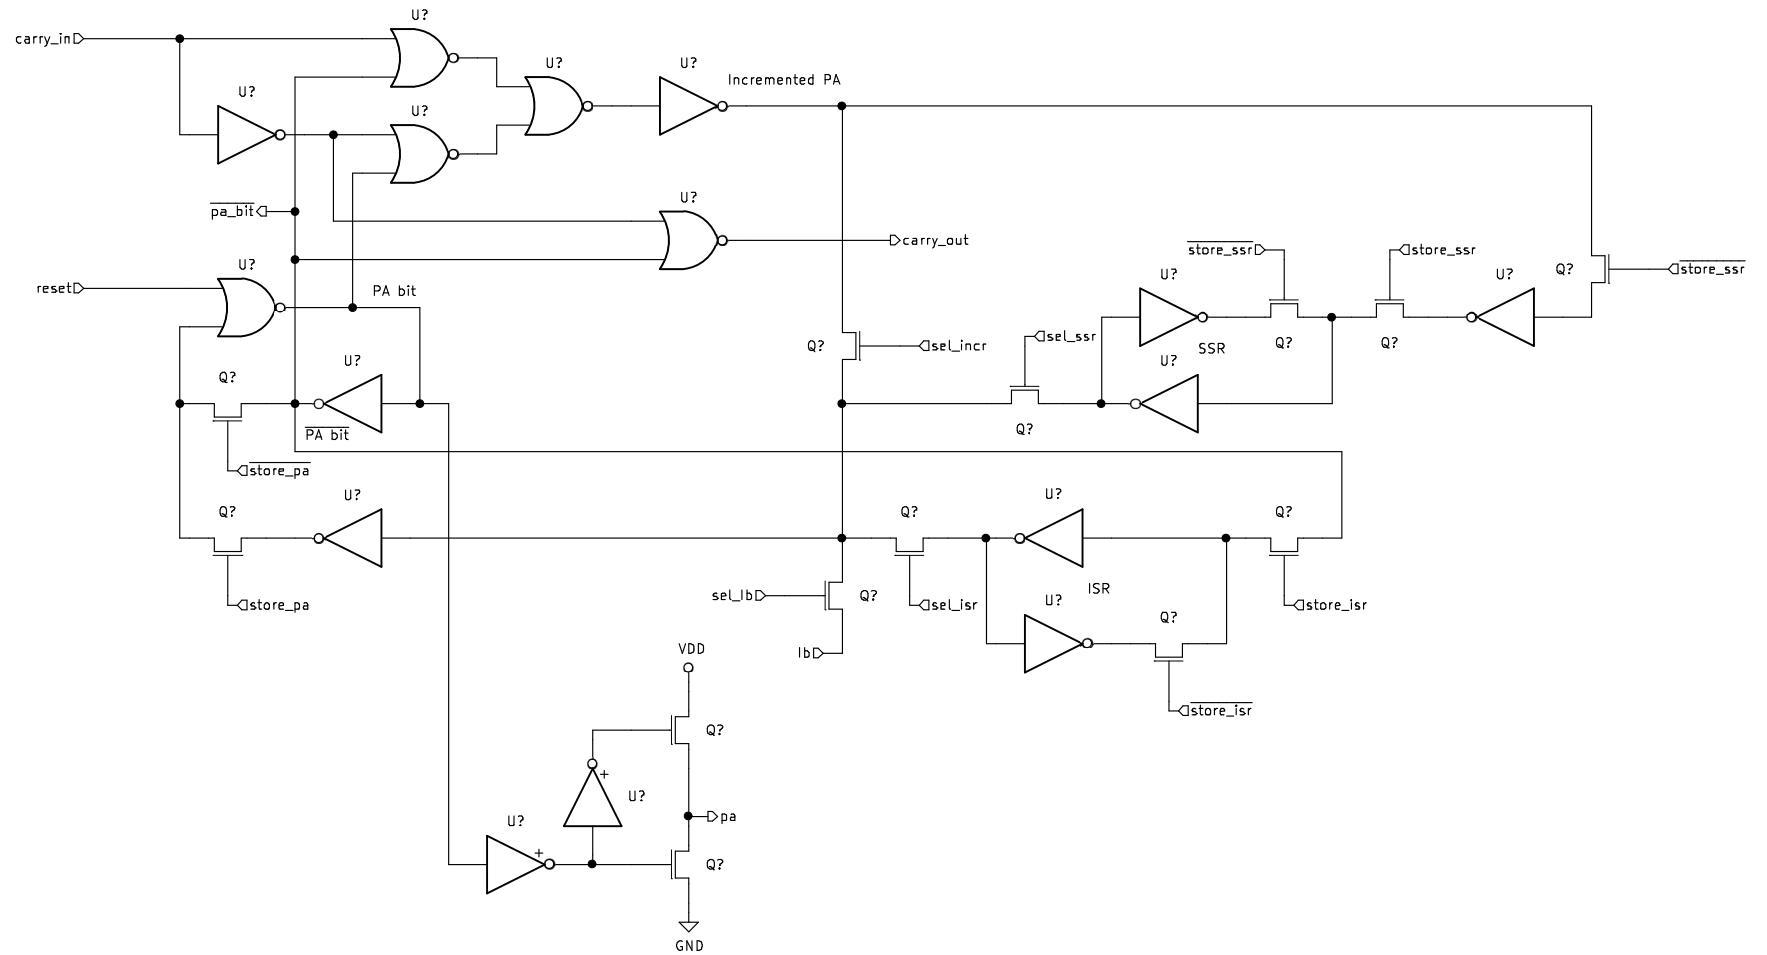 U?
carry_in
U?
U?
Incremented PA
U?
U?
U?
U?
pa_bit
carry_out
store_ssr
store_ssr
U?
reset
PA bit
U?
U?
Q?
store_ssr
Q?
sel_incr
sel_ssr
SSR
Q?
Q?
U?
U?
Q?
PA bit
Q?
store_pa
U?
U?
Q?
Q?
Q?
ISR
sel_lb
Q?
U?
store_pa
sel_isr
store_isr
Q?
lb
VDD
store_isr
Q?
U?
+
pa
U?
+
Q?
GND